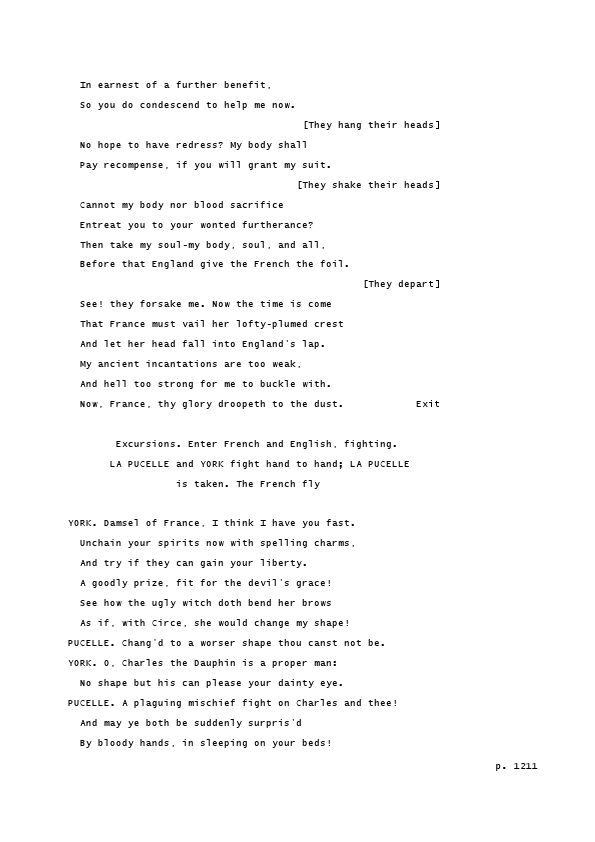 In earnest of a further benefit,
So you do condescend to help me now.
[They hang their heads]
No hope to have redress? My body shall
Pay recompense, if you will grant my suit.
[They shake their heads]
Cannot my body nor blood sacrifice
Entreat you to your wonted furtherance?
Then take my soul-my body, soul, and all,
Before that England give the French the foil.
[They depart]
See! they forsake me. Now the time is come
That France must vail her lofty-plumed crest
And let her head fall into England's lap.
My ancient incantations are too weak,
And hell too strong for me to buckle with.
Now, France, thy glory droopeth to the dust. Exit
Excursions. Enter French and English, fighting.
LA PUCELLE and YORK fight hand to hand; LA PUCELLE
is taken. The French fly
YORK. Damsel of France, I think I have you fast.
Unchain your spirits now with spelling charms,
And try if they can gain your liberty.
A goodly prize, fit for the devil's grace!
See how the ugly witch doth bend her brows
As if, with Circe, she would change my shape!
PUCELLE. Chang'd to a worser shape thou canst not be.
YORK. O, Charles the Dauphin is a proper man:
No shape but his can please your dainty eye.
PUCELLE. A plaguing mischief fight on Charles and thee!
And may ye both be suddenly surpris'd
By bloody hands, in sleeping on your beds!
p. 1211